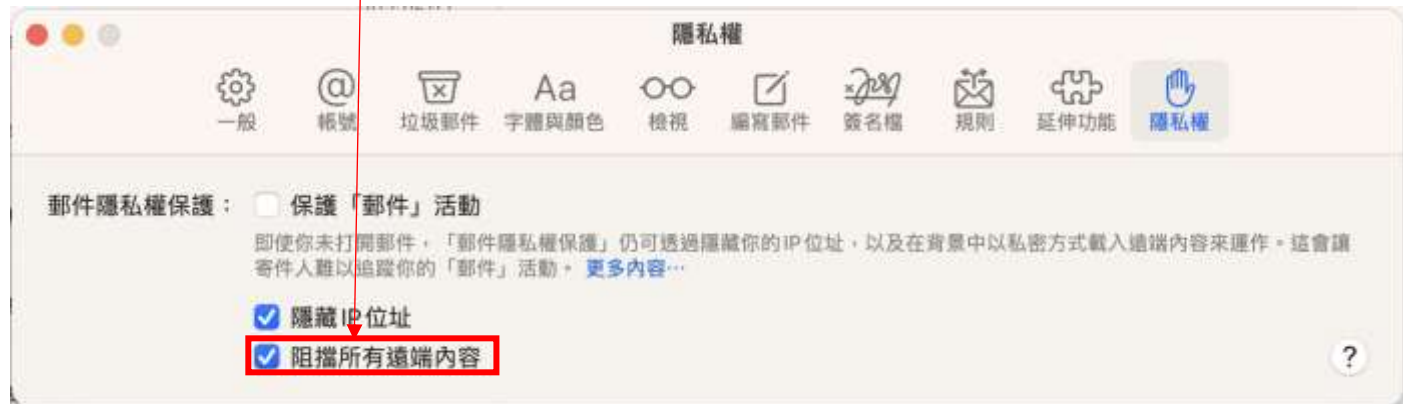 隱私權
一般 @ 帳號 垃圾郵件 Aa 字體與顏色 檢視 編寫郵件 簽名檔 規則 延伸功能 隱私權
郵件隱私權保護： 保護「郵件」活動
即使你未打開郵件，「郵件隱私權保護」仍可透過隱藏你的IP位址，以及在背景中以私密方式載入遠端內容來運作。這會讓
寄件人難以追蹤你的「郵件」活動。 更多內容…
隱藏IP位址
阻擋所有遠端內容
?